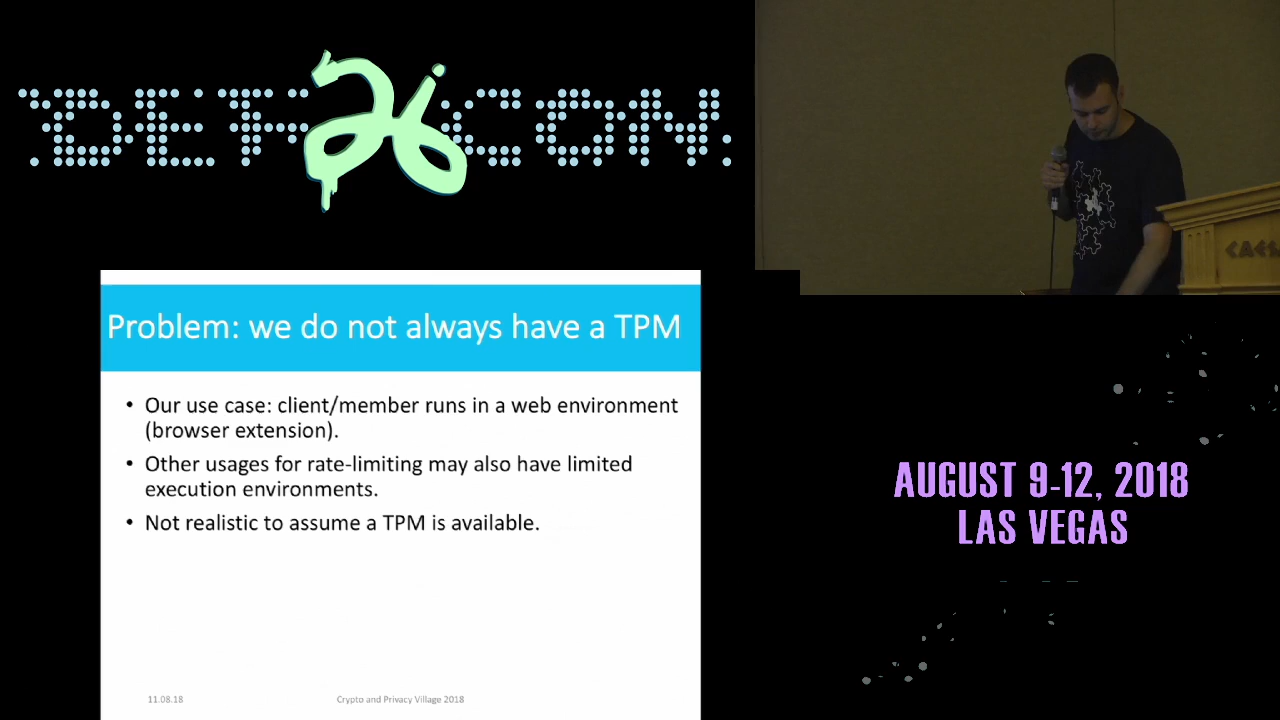 DEF CON
26
Problem: we do not always have a TPM
• Our use case: client/member runs in a web environment
(browser extension).
• Other usages for rate-limiting may also have limited
execution environments.
• Not realistic to assume a TPM is available.
11.08.18
Crypto and Privacy Village 2018
AUGUST 9-12, 2018
LAS VEGAS